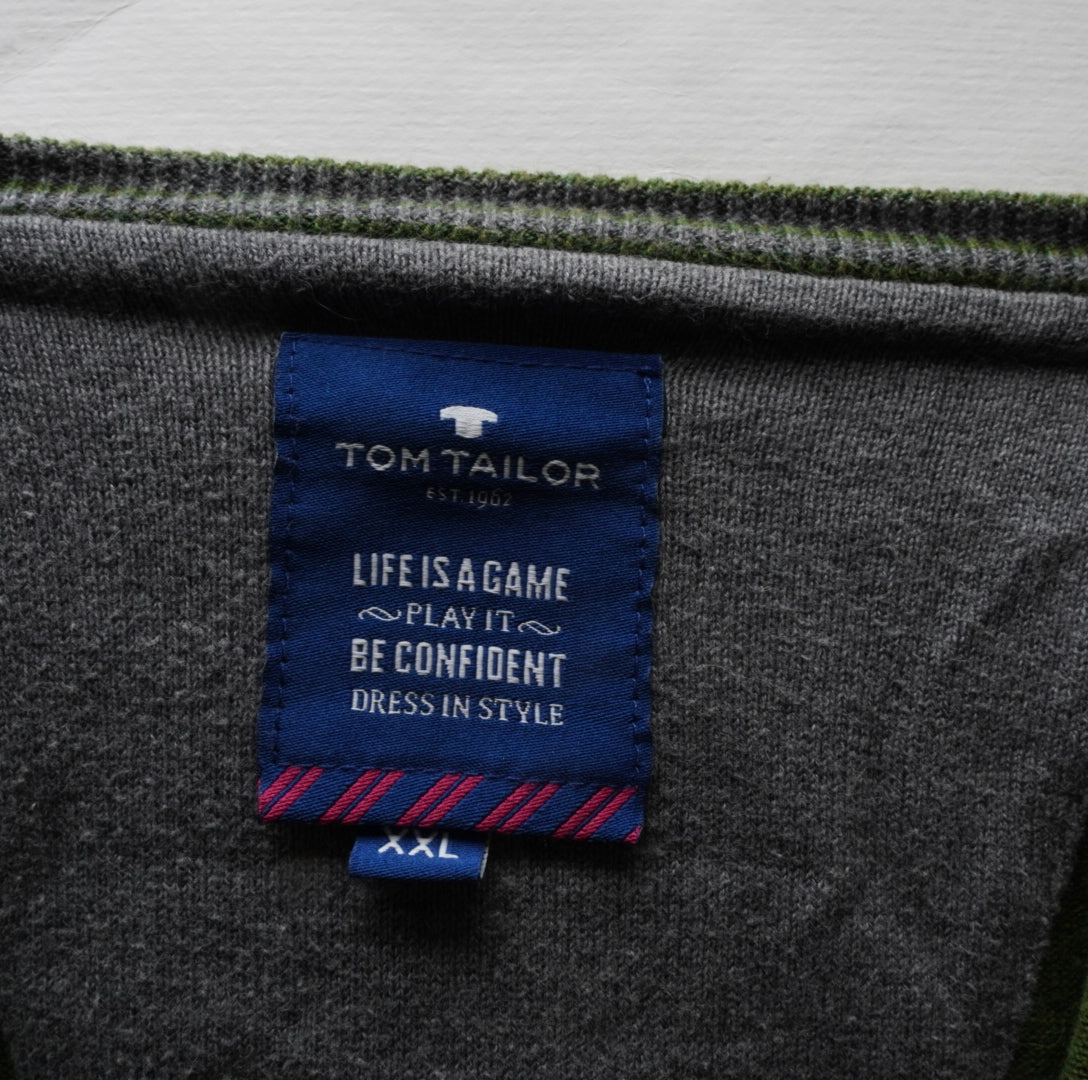 TOM TAILOR
EST. 1962
LIFE IS A GAME
PLAY IT
BE CONFIDENT
DRESS IN STYLE
XXL